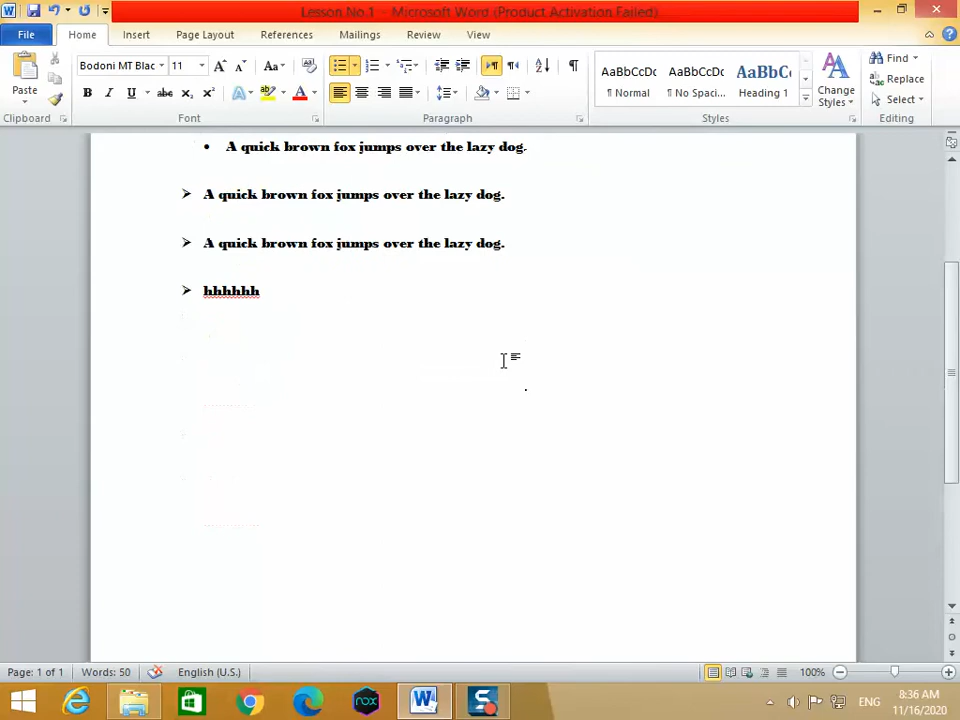 Lesson No.1 - Microsoft Word (Product Activation Failed)
File Home Insert Page Layout References Mailings Review View
Paste
Bodoni MT Blac 11
AaBbCcDc AaBbCcDc AaBbC
¶ Normal ¶ No Spaci... Heading 1
Change Styles
Find
Replace
Select
Clipboard Font Paragraph Styles Editing
• A quick brown fox jumps over the lazy dog.
➢ A quick brown fox jumps over the lazy dog.
➢ A quick brown fox jumps over the lazy dog.
➢ hhhhhh
Page: 1 of 1 Words: 50 English (U.S.) 100%
nox
ENG
8:36 AM
11/16/2020